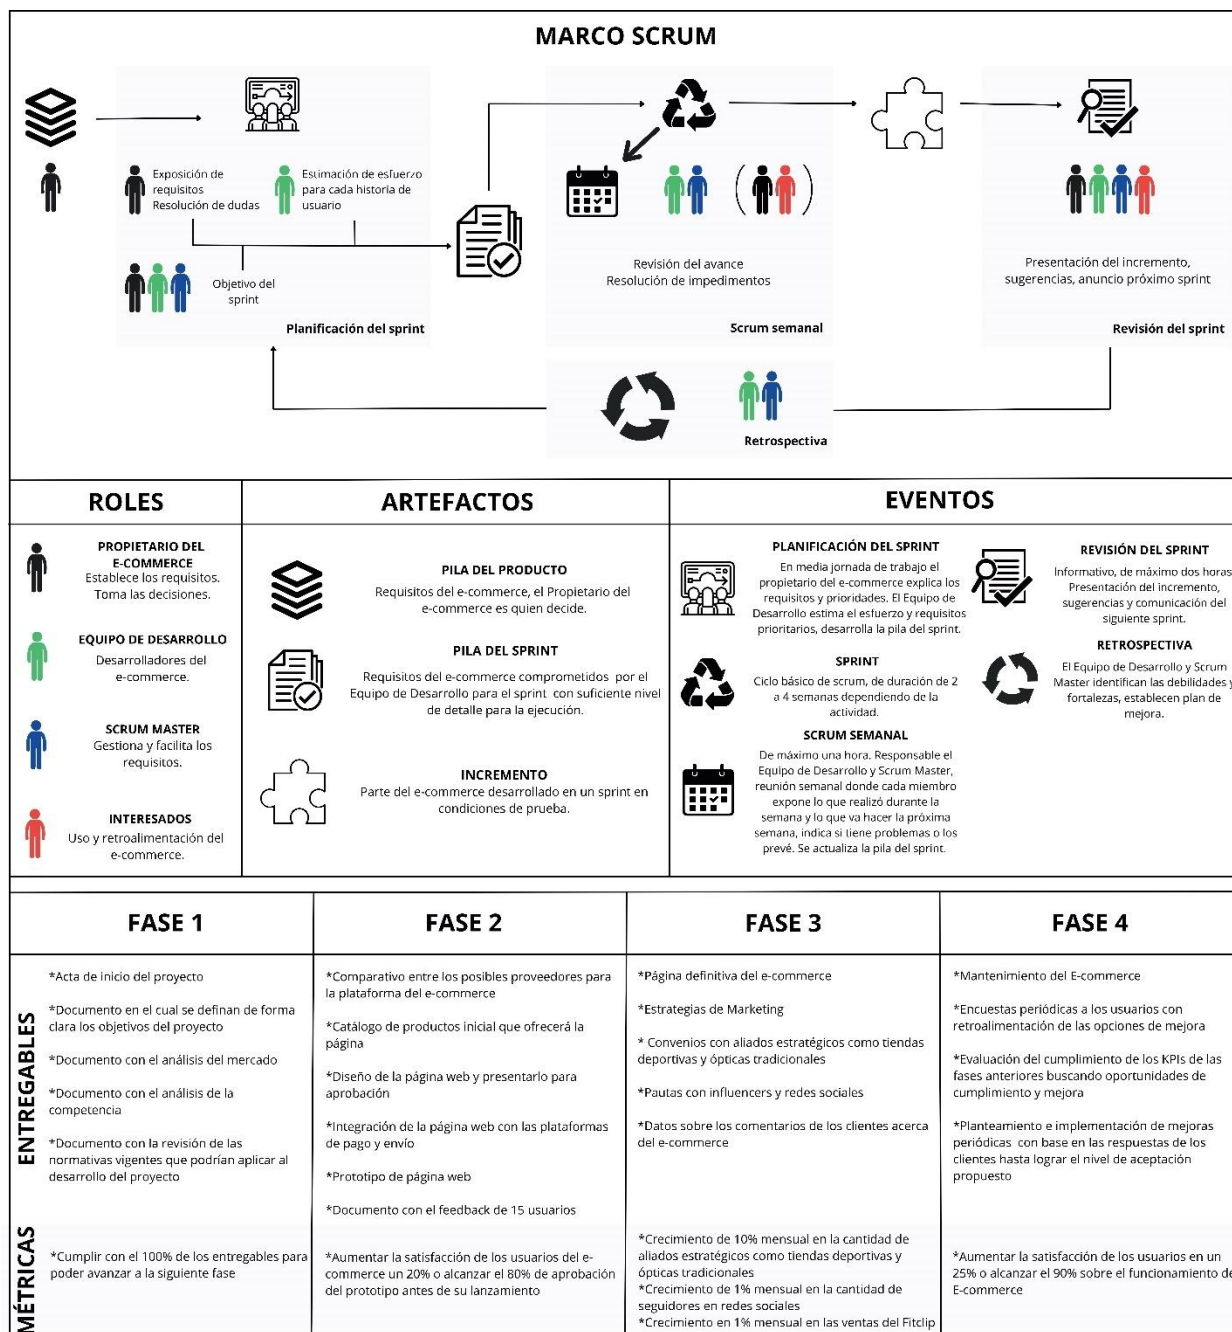 MARCO SCRUM
Exposición de
requisitos
Resolución de dudas
Estimación de esfuerzo
para cada historia de
usuario
Objetivo del
sprint
Planificación del sprint
Revisión del avance
Resolución de impedimentos
Scrum semanal
Presentación del incremento,
sugerencias, anuncio próximo sprint
Revisión del sprint
Retrospectiva
ROLES
PROPIETARIO DEL
E-COMMERCE
Establece los requisitos.
Toma las decisiones.
EQUIPO DE DESARROLLO
Desarrolladores del
e-commerce.
SCRUM MASTER
Gestiona y facilita los
requisitos.
INTERESADOS
Uso y retroalimentación del
e-commerce.
ARTEFACTOS
PILA DEL PRODUCTO
Requisitos del e-commerce, el Propietario del
e-commerce es quien decide.
PILA DEL SPRINT
Requisitos del e-commerce comprometidos por el
Equipo de Desarrollo para el sprint con suficiente nivel
de detalle para la ejecución.
INCREMENTO
Parte del e-commerce desarrollado en un sprint en
condiciones de prueba.
EVENTOS
PLANIFICACIÓN DEL SPRINT
En media jornada de trabajo el
propietario del e-commerce explica los
requisitos y prioridades. El Equipo de
Desarrollo estima el esfuerzo y requisitos
prioritarios, desarrolla la pila del sprint.
SPRINT
Ciclo básico de scrum, de duración de 2
a 4 semanas dependiendo de la
actividad.
SCRUM SEMANAL
De máximo una hora. Responsable el
Equipo de Desarrollo y Scrum Master,
reunión semanal donde cada miembro
expone lo que realizó durante la
semana y lo que va hacer la próxima
semana, indica si tiene problemas o los
prevé. Se actualiza la pila del sprint.
REVISIÓN DEL SPRINT
Informativo, de máximo dos horas
Presentación del incremento,
sugerencias y comunicación del
siguiente sprint.
RETROSPECTIVA
El Equipo de Desarrollo y Scrum
Master identifican las debilidades y
fortalezas, establecen plan de
mejora.
FASE 1
FASE 2
FASE 3
FASE 4
ENTREGABLES
*Acta de inicio del proyecto
*Documento en el cual se definan de forma
clara los objetivos del proyecto
*Documento con el análisis del mercado
*Documento con el análisis de la
competencia
*Documento con la revisión de las
normativas vigentes que podrían aplicar al
desarrollo del proyecto
*Comparativo entre los posibles proveedores para
la plataforma del e-commerce
*Catálogo de productos inicial que ofrecerá la
página
*Diseño de la página web y presentarlo para
aprobación
*Integración de la página web con las plataformas
de pago y envío
*Prototipo de página web
*Documento con el feedback de 15 usuarios
*Página definitiva del e-commerce
*Estrategias de Marketing
* Convenios con aliados estratégicos como tiendas
deportivas y ópticas tradicionales
*Pautas con influencers y redes sociales
*Datos sobre los comentarios de los clientes acerca
del e-commerce
*Mantenimiento del E-commerce
*Encuestas periódicas a los usuarios con
retroalimentación de las opciones de mejora
*Evaluación del cumplimiento de los KPIs de las
fases anteriores buscando oportunidades de
cumplimiento y mejora
*Planteamiento e implementación de mejoras
periódicas con base en las respuestas de los
clientes hasta lograr el nivel de aceptación
propuesto
MÉTRICAS
*Cumplir con el 100% de los entregables para
poder avanzar a la siguiente fase
*Aumentar la satisfacción de los usuarios del e-
commerce un 20% o alcanzar el 80% de aprobación
del prototipo antes de su lanzamiento
*Crecimiento de 10% mensual en la cantidad de
aliados estratégicos como tiendas deportivas y
ópticas tradicionales
*Crecimiento de 1% mensual en la cantidad de
seguidores en redes sociales
*Crecimiento en 1% mensual en las ventas del Fitclip
*Aumentar la satisfacción de los usuarios en un
25% o alcanzar el 90% sobre el funcionamiento de
E-commerce